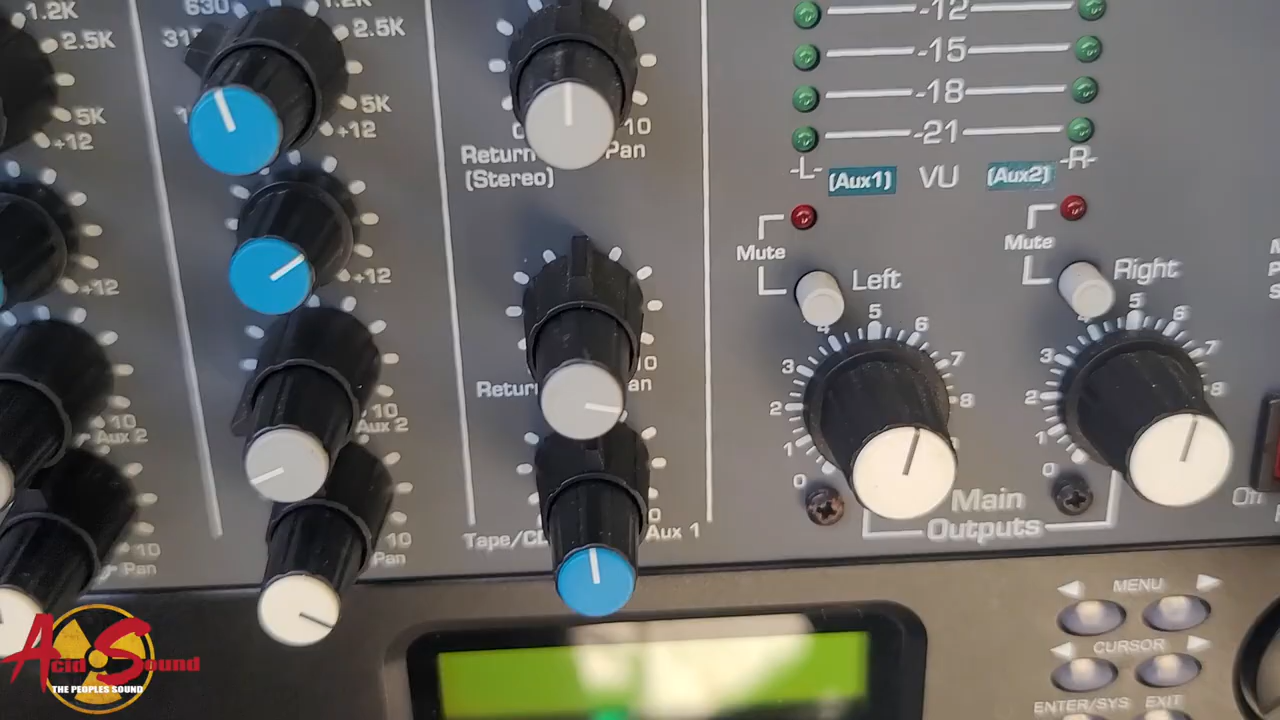 1.2K
2.5K
5K
+12
+12
10
Aux 2
10
Pan
630
1.2K
2.5K
5K
+12
+12
10
Aux 2
10
Pan
0
10
Return
Pan
(Stereo)
10
Return
Tape/CD
Aux 1
-12
-15
-18
-21
-L-
(Aux1)
VU
(Aux2)
-R-
Mute
Left
Mute
Right
0 1 2 3 4 5 6 7 8
0 1 2 3 4 5 6 7 8
Main
Outputs
MENU
CURSOR
ENTER/SYS EXIT
Acid Sound
THE PEOPLES SOUND